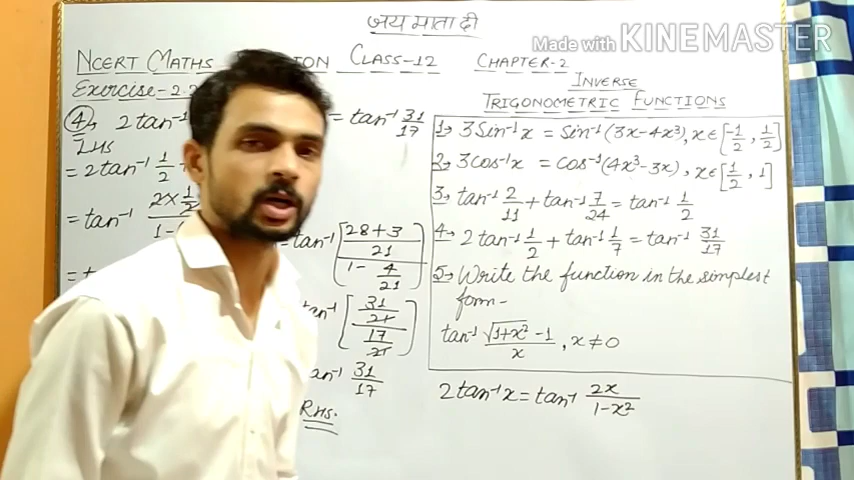 जय माता दी
Made with KINEMASTER
NCERT MATHS ION CLASS-12 CHAPTER-2
INVERSE
TRIGONOMETRIC FUNCTIONS
Exercise-2.2
4, 2tan⁻¹ = tan⁻¹ 31/17
LHS
= 2tan⁻¹ 1/2
= tan⁻¹
= tan⁻¹ [(28+3)/21 / (1 - 4/21)]
tan⁻¹ [31/21 / 17/21]
tan⁻¹ 31/17
RHS.
1, 3Sin⁻¹x = Sin⁻¹(3x-4x³), x∈[-1/2, 1/2]
2, 3cos⁻¹x = cos⁻¹(4x³-3x), x∈[1/2, 1]
3, tan⁻¹ 2/11 + tan⁻¹ 7/24 = tan⁻¹ 1/2
4, 2tan⁻¹ 1/2 + tan⁻¹ 1/7 = tan⁻¹ 31/17
5, Write the function in the simplest
form-
tan⁻¹ (√(1+x²) -1)/x, x≠0
2tan⁻¹x = tan⁻¹ 2x/(1-x²)